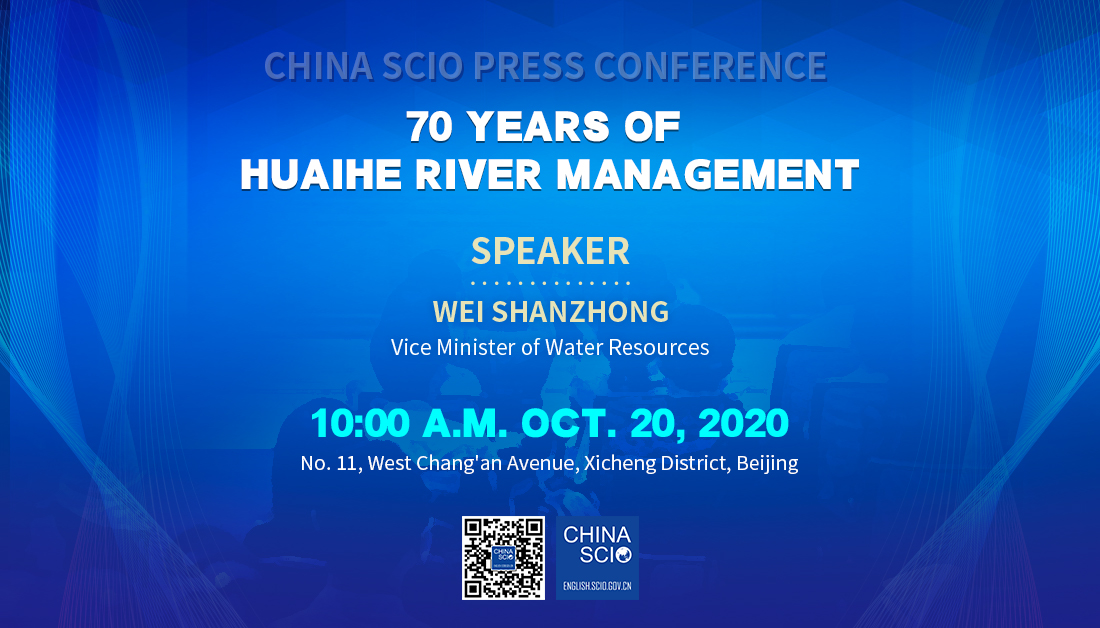 CHINA SCIO PRESS CONFERENCE
70 YEARS OF
HUAIHE RIVER MANAGEMENT
SPEAKER
WEI SHANZHONG
Vice Minister of Water Resources
10:00 A.M. OCT. 20, 2020
No. 11, West Chang'an Avenue, Xicheng District, Beijing
CHINA
SCIO
CHINA
SCIO
ENGLISH.SCIO.GOV.CN